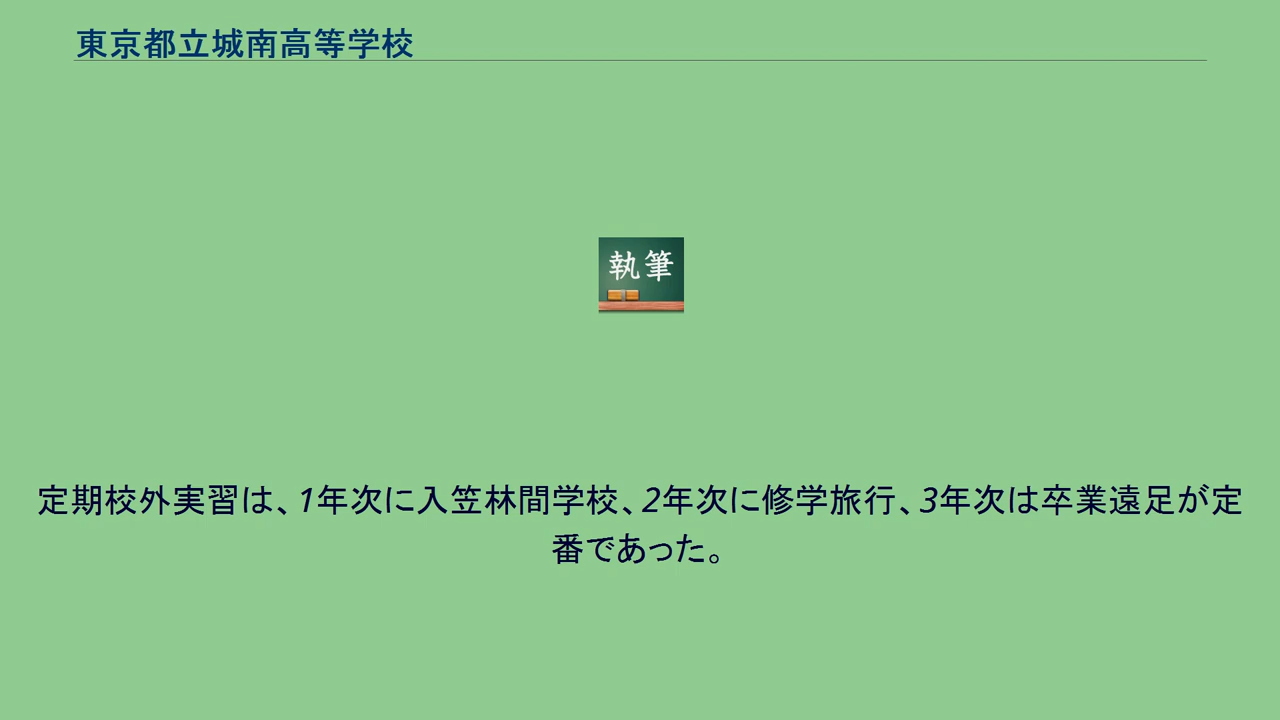 東京都立城南高等学校
執筆
定期校外実習は、1年次に入笠林間学校、2年次に修学旅行、3年次は卒業遠足が定
番であった。